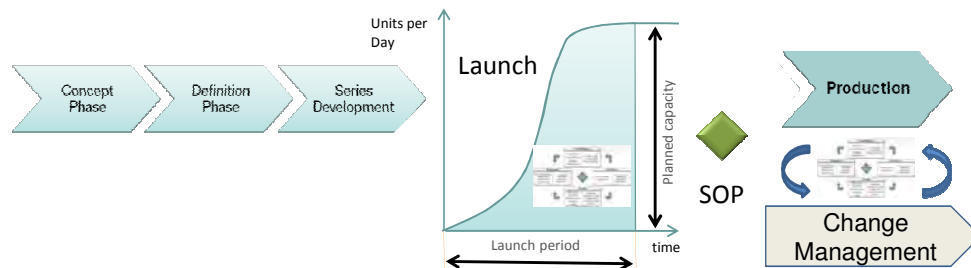 Units per
Day
Launch
Concept
Phase
Definition
Phase
Series
Development
Planned capacity
SOP
Production
Launch period
time
Change
Management